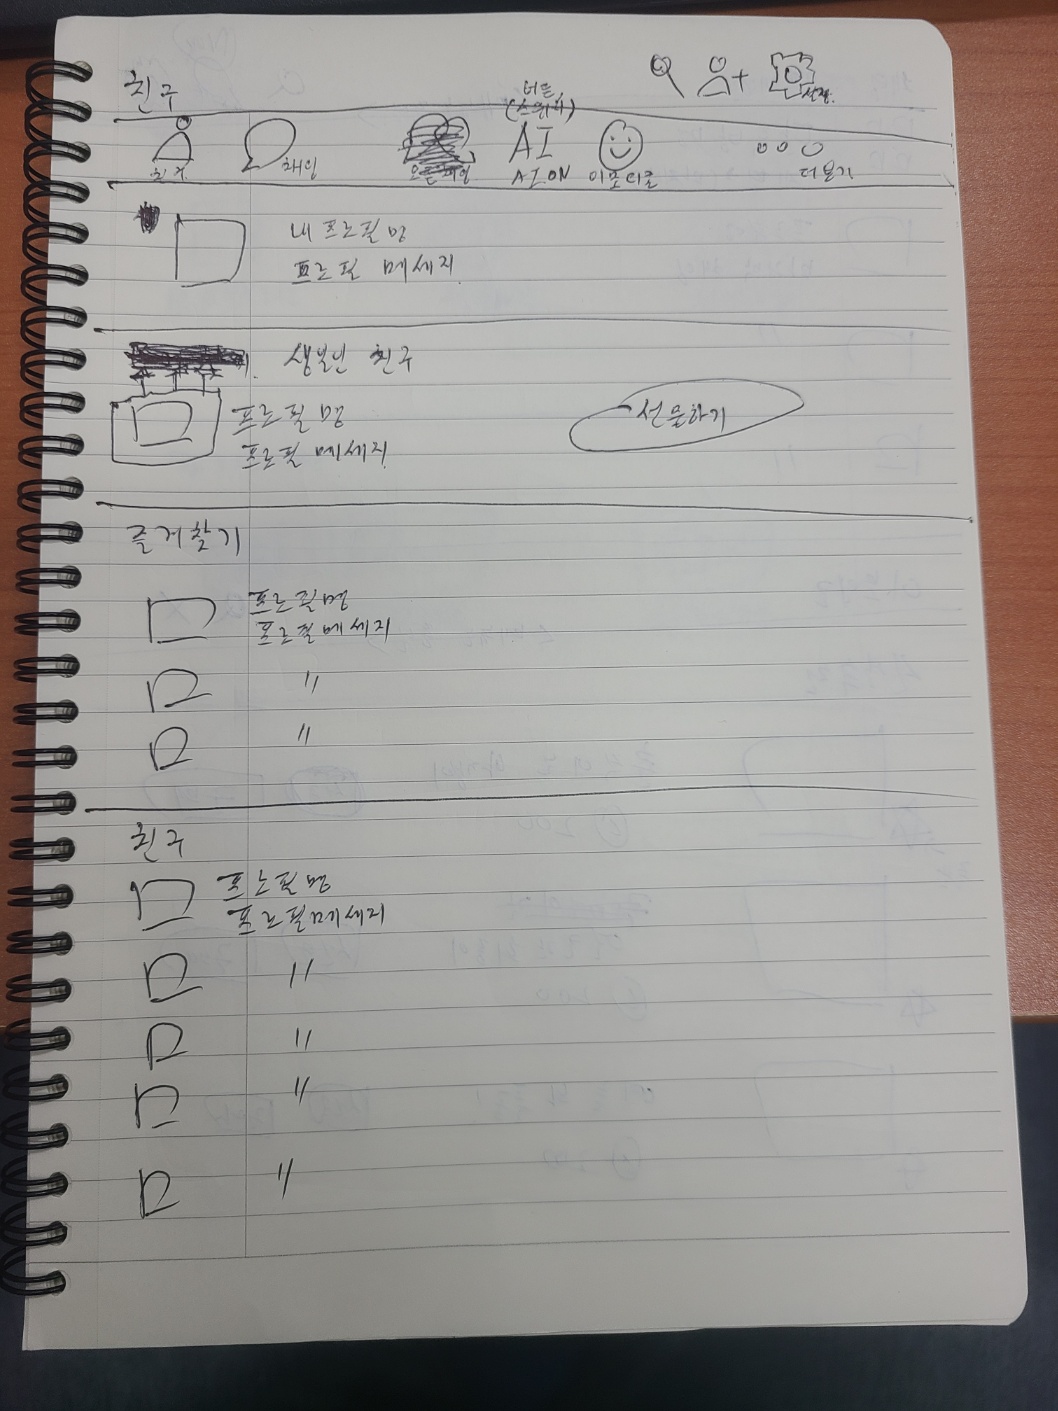 친구
버튼
(스위치)
설정
친구
채팅
오픈채팅
AI
AI ON
이모티콘
더보기
내 프로필 명
프로필 메세지
생일인 친구
프로필 명
프로필 메세지
선물하기
즐겨찾기
프로필명
프로필메세지
〃
〃
친구
프로필명
프로필메세지
〃
〃
〃
〃